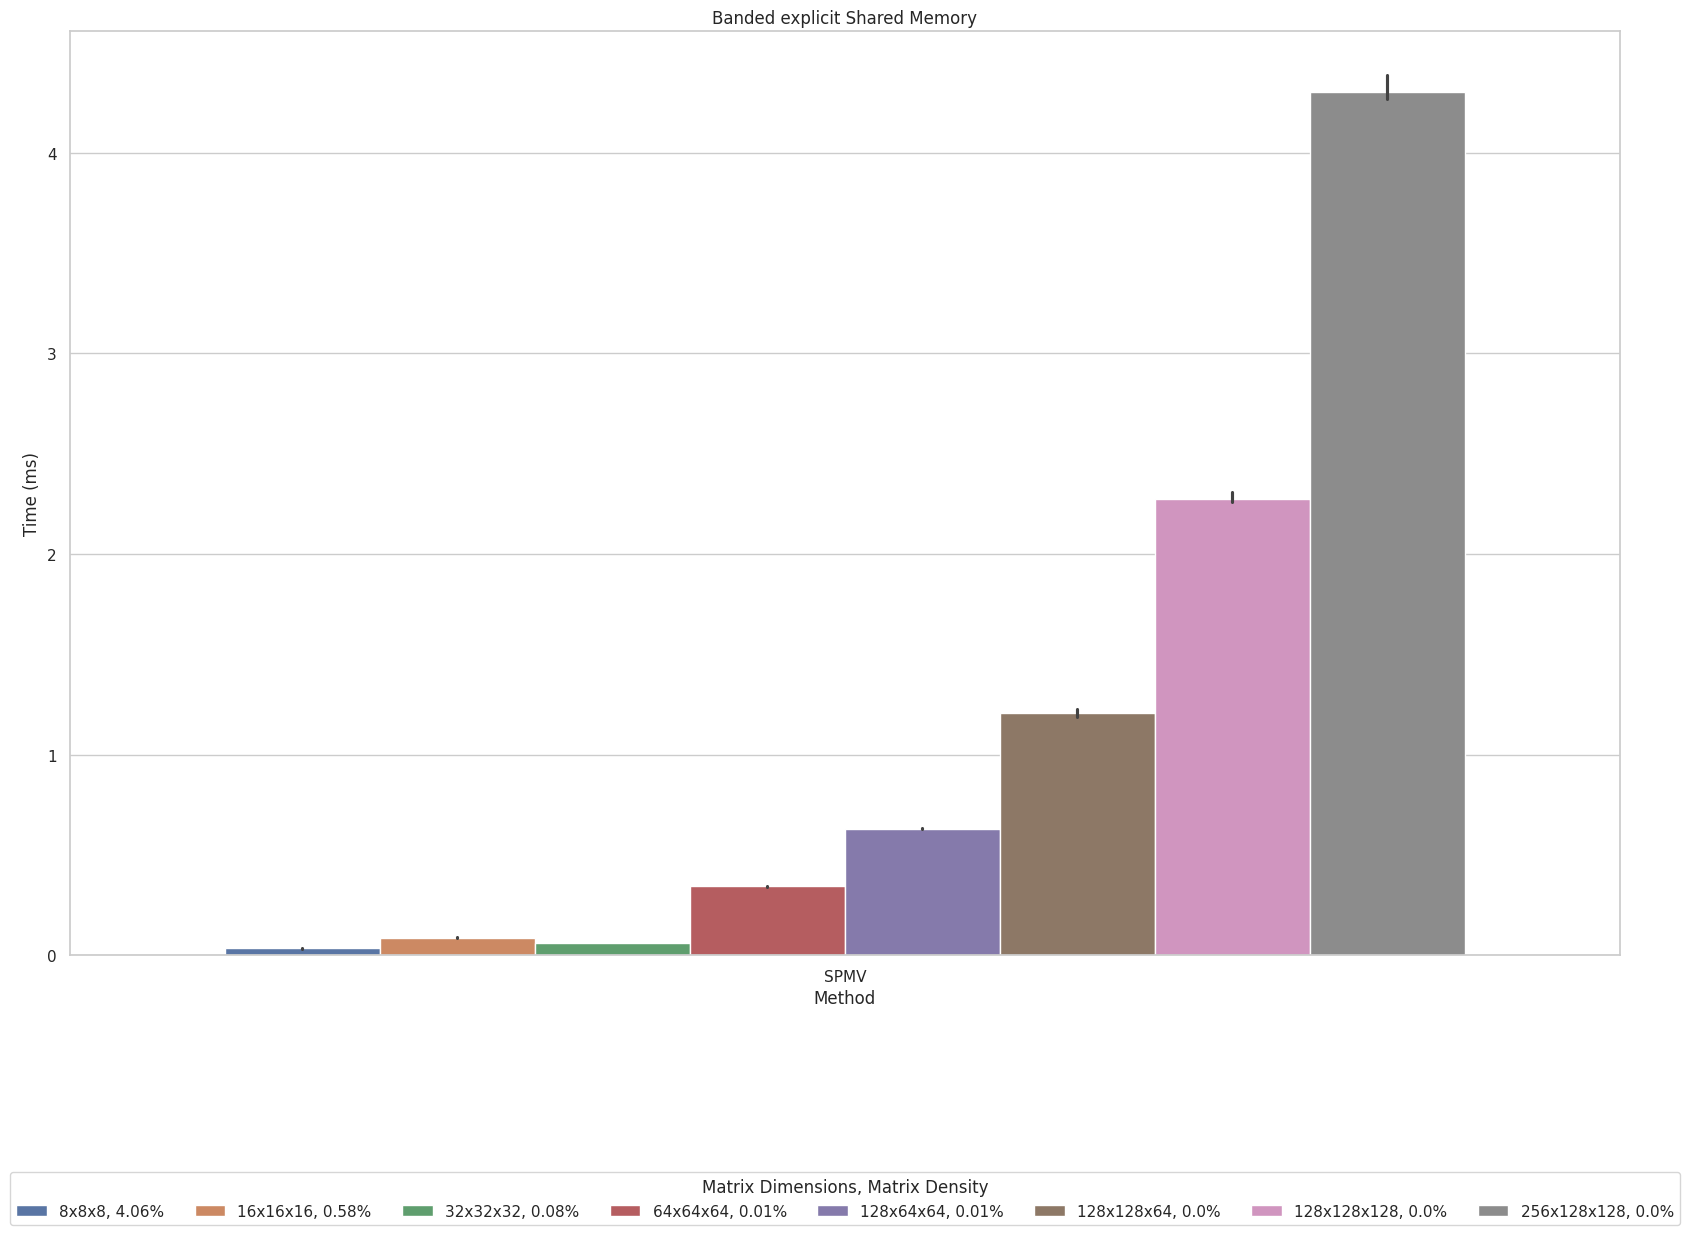 Banded explicit Shared Memory
Time (ms)
4
3
2
1
0
SPMV
Method
Matrix Dimensions, Matrix Density
8x8x8, 4.06% 16x16x16, 0.58% 32x32x32, 0.08% 64x64x64, 0.01% 128x64x64, 0.01% 128x128x64, 0.0% 128x128x128, 0.0% 256x128x128, 0.0%